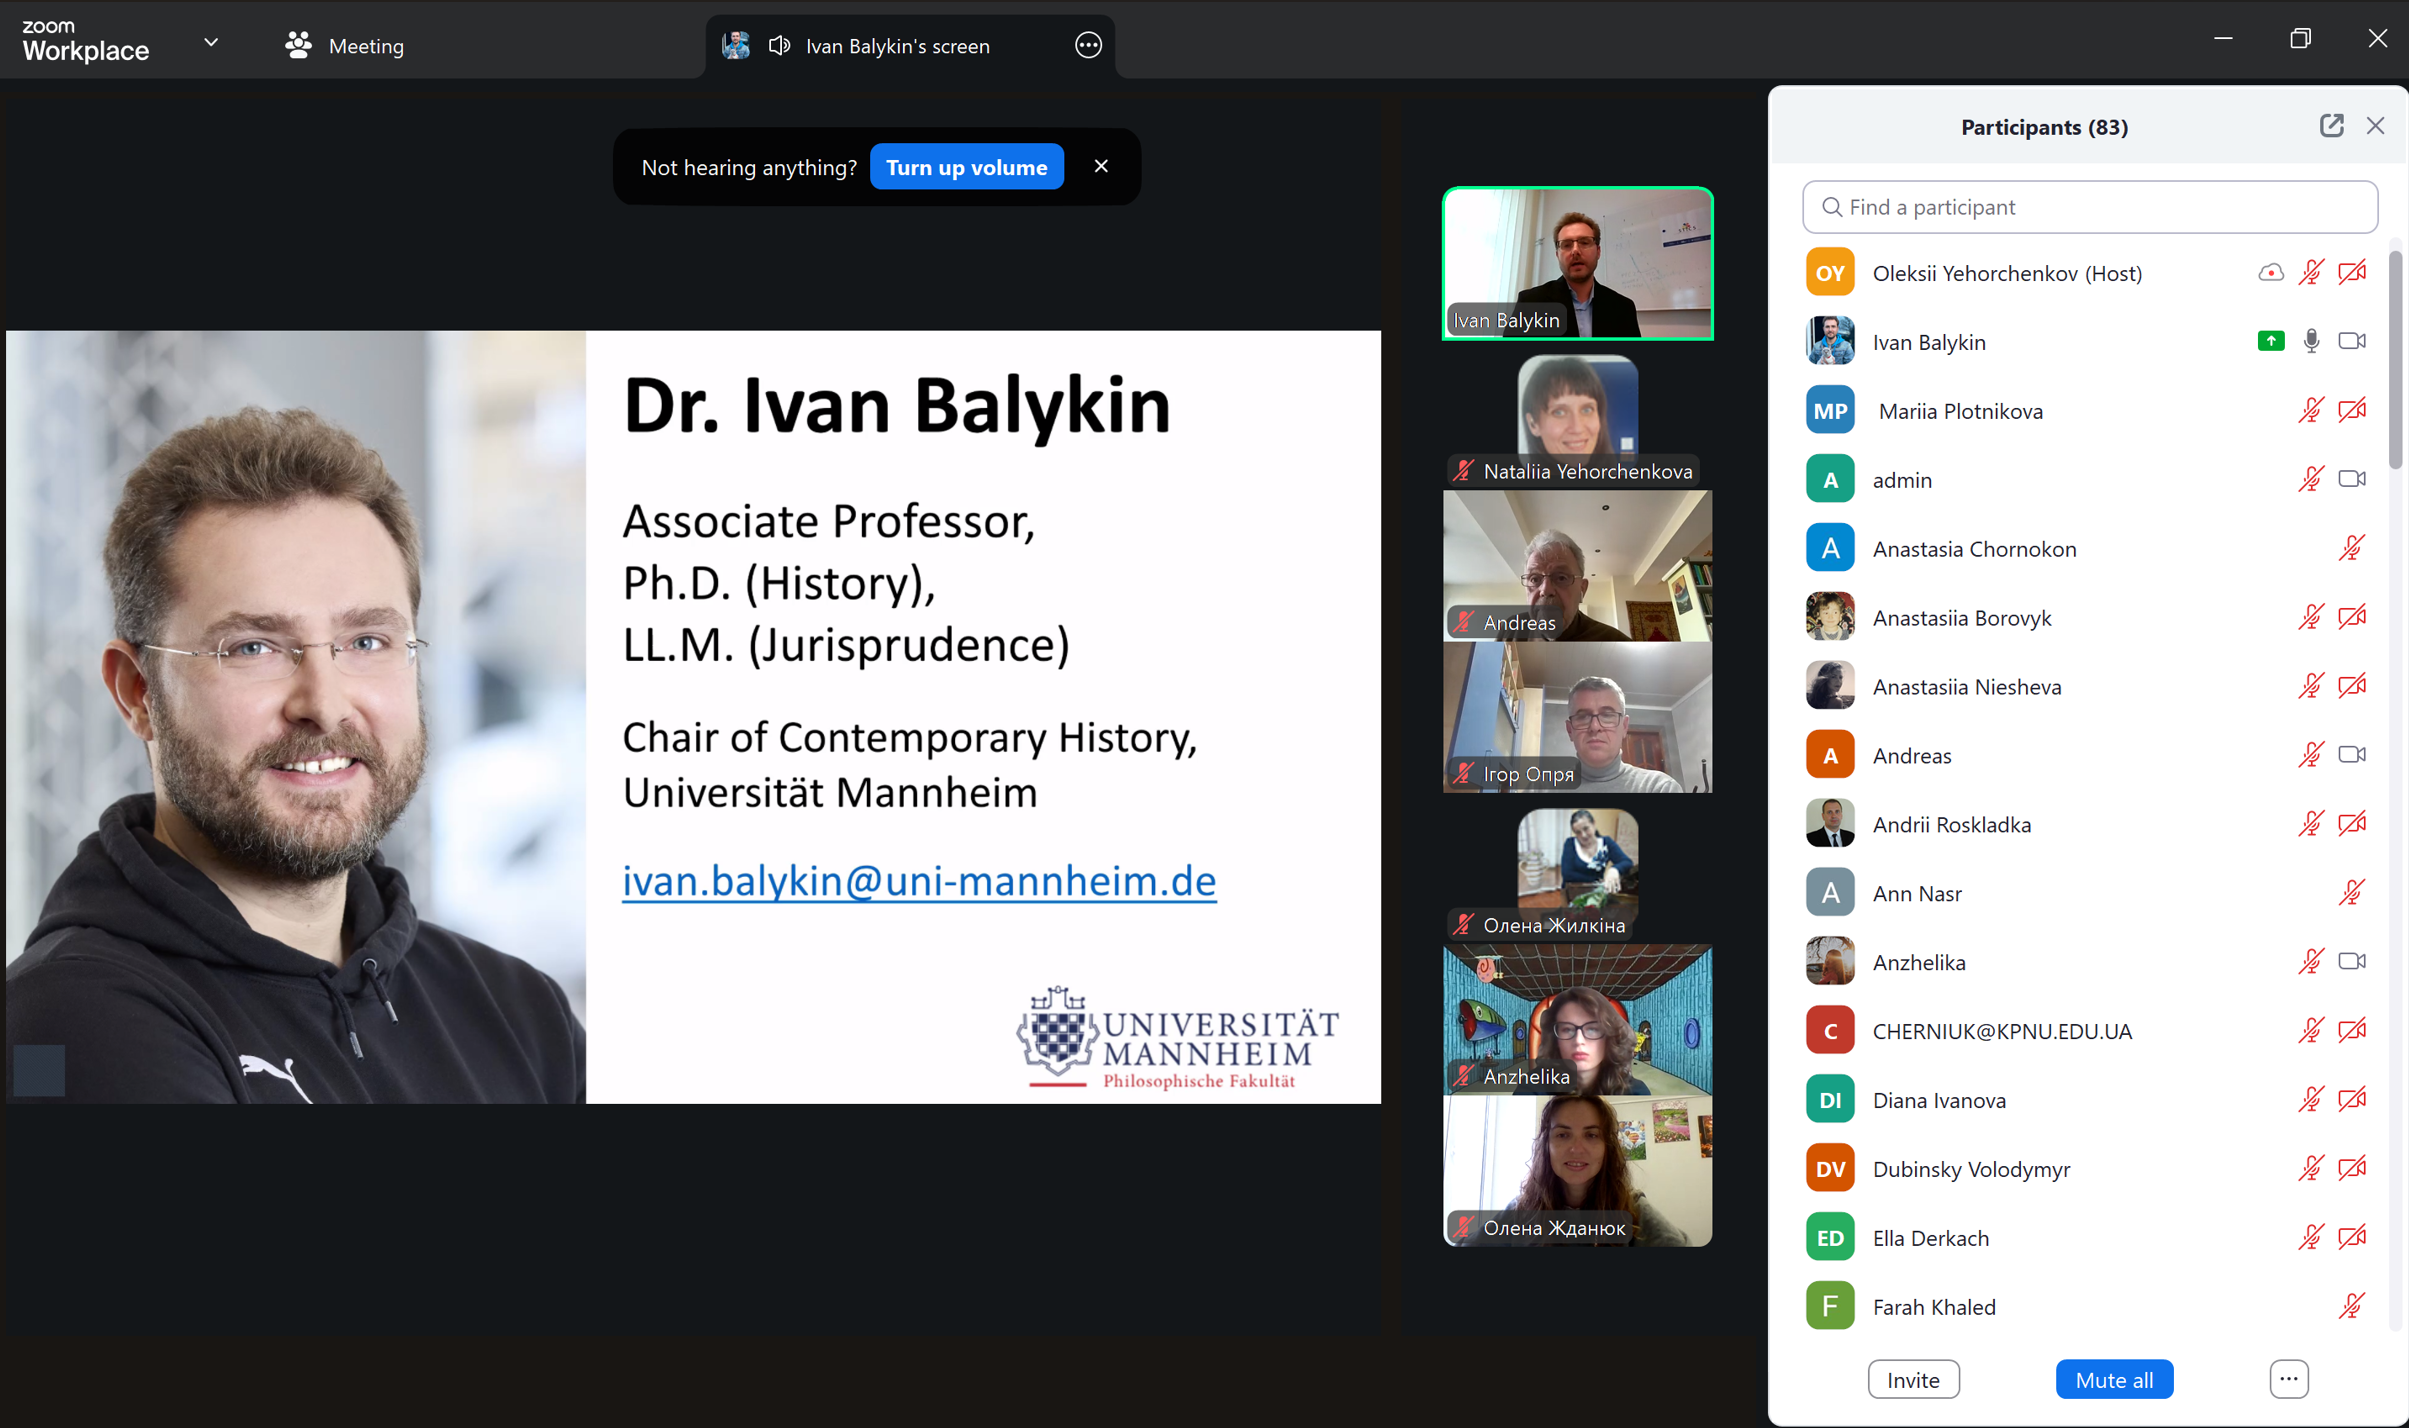 zoom
Workplace
Meeting
Ivan Balykin's screen
Not hearing anything?
Turn up volume
Dr. Ivan Balykin
Associate Professor,
Ph.D. (History),
LL.M. (Jurisprudence)
Chair of Contemporary History,
Universität Mannheim
ivan.balykin@uni-mannheim.de
UNIVERSITÄT
MANNHEIM
Philosophische Fakultät
Ivan Balykin
Nataliia Yehorchenkova
Andreas
Ігор Опря
Олена Жилкіна
Anzhelika
Олена Жданюк
Participants (83)
Find a participant
OY Oleksii Yehorchenkov (Host)
Ivan Balykin
MP Mariia Plotnikova
A admin
A Anastasia Chornokon
Anastasiia Borovyk
Anastasiia Niesheva
A Andreas
Andrii Roskladka
A Ann Nasr
Anzhelika
C CHERNIUK@KPNU.EDU.UA
DI Diana Ivanova
DV Dubinsky Volodymyr
ED Ella Derkach
F Farah Khaled
Invite
Mute all